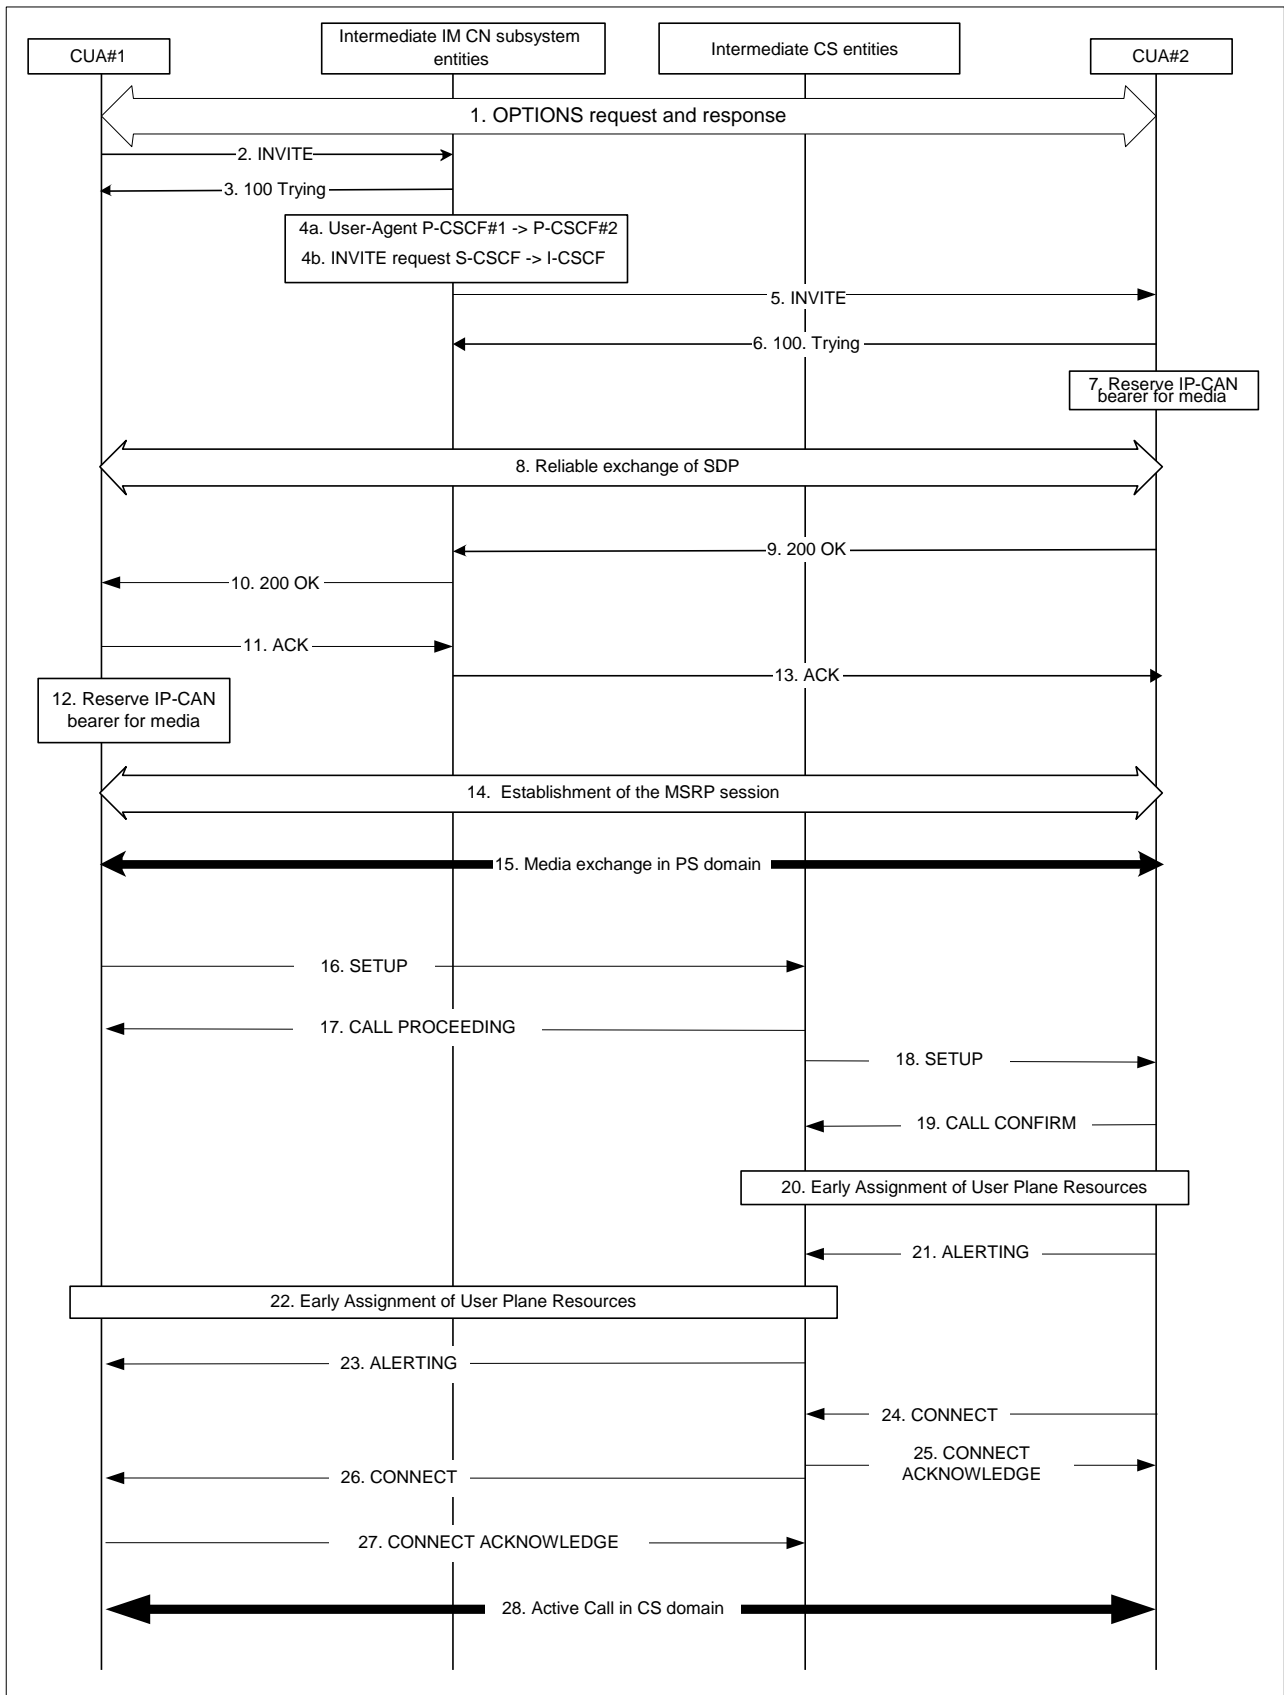 CUA#1
Intermediate IM CN subsystem
entities
Intermediate CS entities
CUA#2
1. OPTIONS request and response
2. INVITE
3. 100 Trying
4a. User-Agent P-CSCF#1 -> P-CSCF#2
4b. INVITE request S-CSCF -> I-CSCF
5. INVITE
6. 100. Trying
7. Reserve IP-CAN
bearer for media
8. Reliable exchange of SDP
9. 200 OK
10. 200 OK
11. ACK
13. ACK
12. Reserve IP-CAN
bearer for media
14. Establishment of the MSRP session
15. Media exchange in PS domain
16. SETUP
17. CALL PROCEEDING
18. SETUP
19. CALL CONFIRM
20. Early Assignment of User Plane Resources
21. ALERTING
22. Early Assignment of User Plane Resources
23. ALERTING
24. CONNECT
25. CONNECT
ACKNOWLEDGE
26. CONNECT
27. CONNECT ACKNOWLEDGE
28. Active Call in CS domain